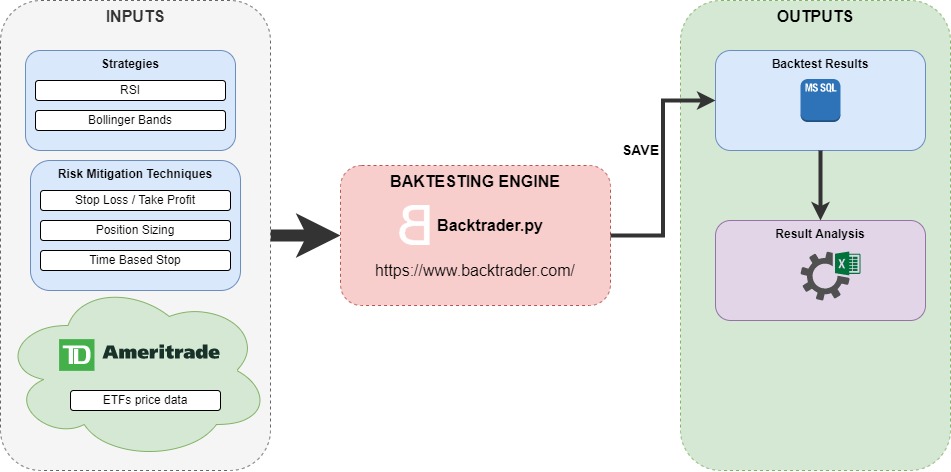 INPUTS
Strategies
RSI
Bollinger Bands
Risk Mitigation Techniques
Stop Loss / Take Profit
Position Sizing
Time Based Stop
TD Ameritrade
ETFs price data
BAKTESTING ENGINE
B Backtrader.py
https://www.backtrader.com/
SAVE
OUTPUTS
Backtest Results
MS SQL
Result Analysis
X